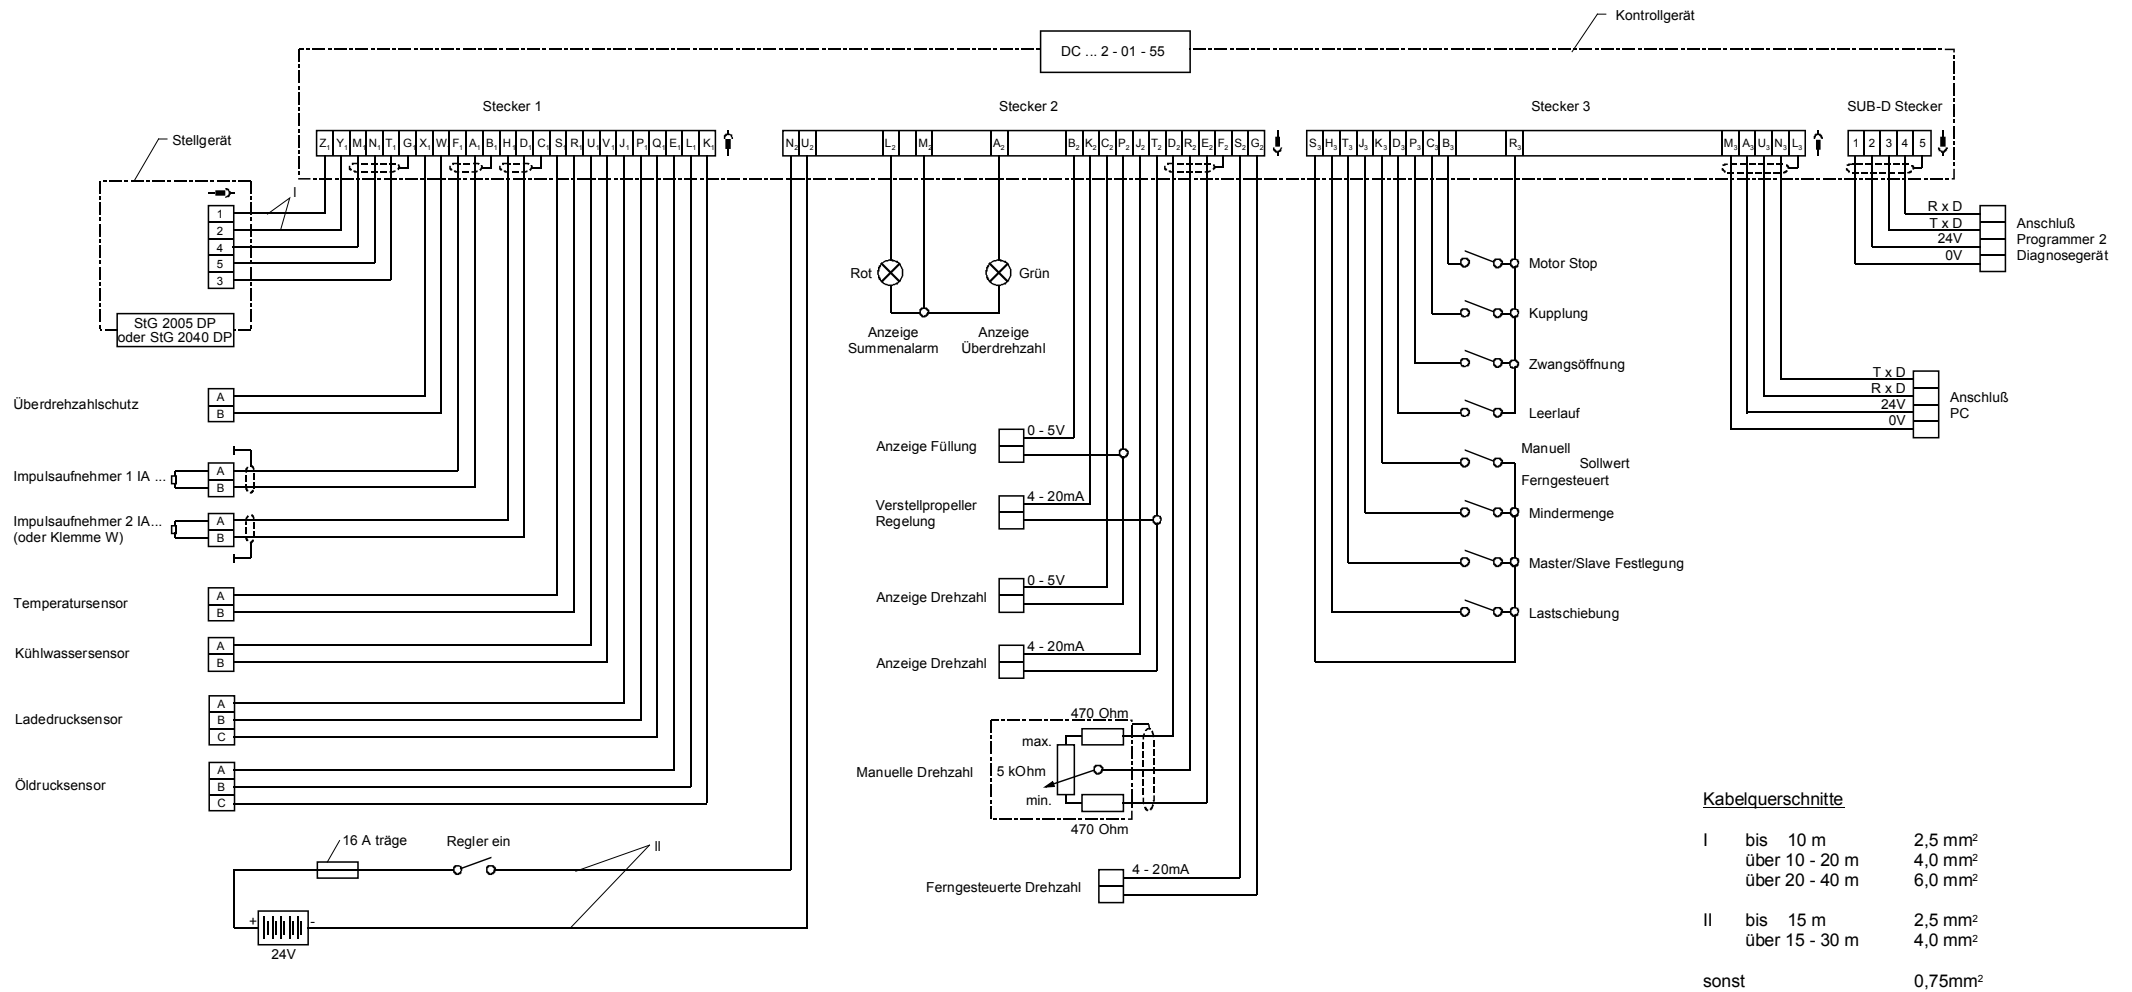 Kontrollgerät
DC ... 2 - 01 - 55
Stecker 1
Stecker 2
Stecker 3
SUB-D Stecker
Z1 Y1 M1 N1 T1 G1 X1 W F1 A1 B1 H1 D1 C1 S1 R1 U1 V1 J1 P1 Q1 E1 L1 K1
N2 U2 L2 M2 A2 B2 K2 C2 P2 J2 T2 D2 R2 E2 F2 S2 G2
S3 H3 T3 J3 K3 D3 P3 C3 B3 R3 M3 A3 U3 N3 L3
1 2 3 4 5
Stellgerät
I
1
2
4
5
3
StG 2005 DP
oder StG 2040 DP
Überdrehzahlschutz
A
B
Impulsaufnehmer 1 IA ...
A
B
Impulsaufnehmer 2 IA...
(oder Klemme W)
A
B
Temperatursensor
A
B
Kühlwassersensor
A
B
Ladedrucksensor
A
B
C
Öldrucksensor
A
B
C
16 A träge
Regler ein
II
+
-
24V
Rot
Grün
Anzeige
Summenalarm
Anzeige
Überdrehzahl
Anzeige Füllung
0 - 5V
Verstellpropeller
Regelung
4 - 20mA
Anzeige Drehzahl
0 - 5V
Anzeige Drehzahl
4 - 20mA
470 Ohm
max.
Manuelle Drehzahl
5 kOhm
min.
470 Ohm
Ferngesteuerte Drehzahl
4 - 20mA
Motor Stop
Kupplung
Zwangsöffnung
Leerlauf
Manuell
Sollwert
Ferngesteuert
Mindermenge
Master/Slave Festlegung
Lastschiebung
R x D
T x D
24V
0V
Anschluß
Programmer 2
Diagnosegerät
T x D
R x D
24V
0V
Anschluß
PC
Kabelquerschnitte
I bis 10 m 2,5 mm²
über 10 - 20 m 4,0 mm²
über 20 - 40 m 6,0 mm²
II bis 15 m 2,5 mm²
über 15 - 30 m 4,0 mm²
sonst 0,75mm²